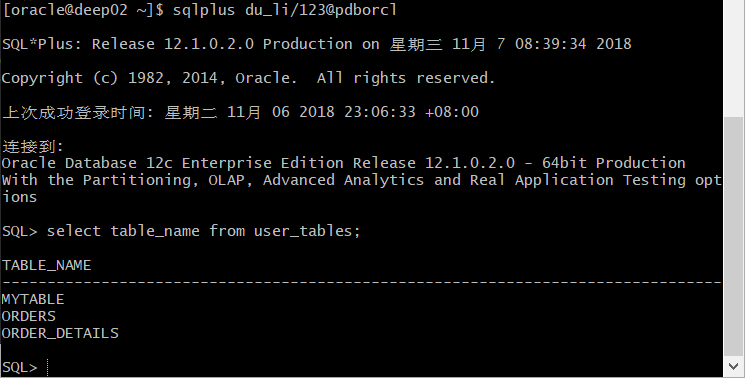 [oracle@deep02 ~]$ sqlplus du_li/123@pdborcl
SQL*Plus: Release 12.1.0.2.0 Production on 星期三 11月 7 08:39:34 2018
Copyright (c) 1982, 2014, Oracle.  All rights reserved.
上次成功登录时间: 星期二 11月 06 2018 23:06:33 +08:00
连接到:
Oracle Database 12c Enterprise Edition Release 12.1.0.2.0 - 64bit Production
With the Partitioning, OLAP, Advanced Analytics and Real Application Testing opt
ions
SQL> select table_name from user_tables;
TABLE_NAME
--------------------------------------------------------------------------------
MYTABLE
ORDERS
ORDER_DETAILS
SQL>